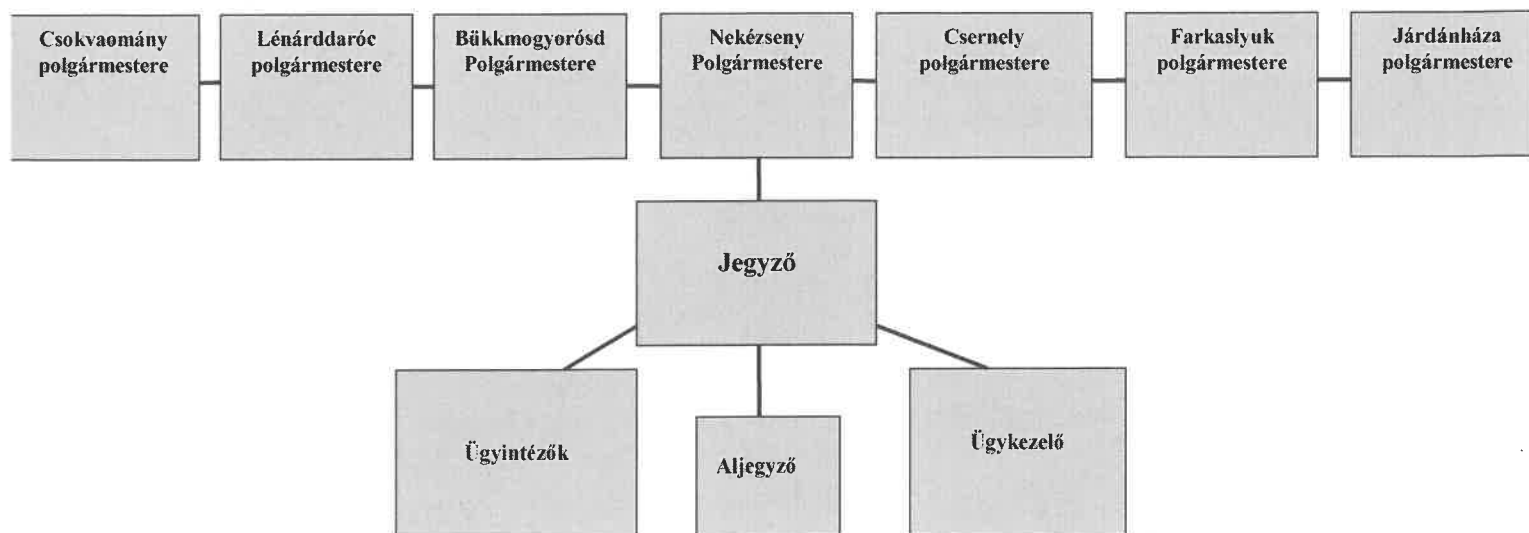 Csokvaomány
polgármestere
Lénárddaróc
polgármestere
Bükkmogyorósd
Polgármestere
Nekézseny
Polgármestere
Csernely
polgármestere
Farkaslyuk
polgármestere
Járdánháza
polgármestere
Jegyző
Ügyintézők
Aljegyző
Ügykezelő